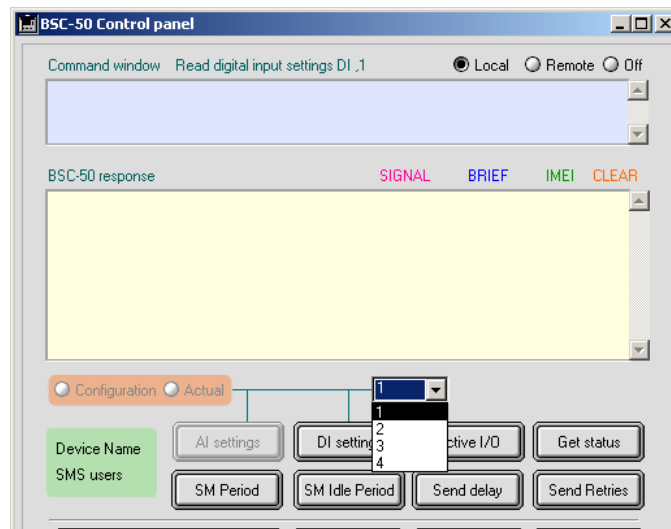 BSC-50 Control panel
Command window Read digital input settings DI ,1 Local Remote Off
BSC-50 response SIGNAL BRIEF IMEI CLEAR
Configuration Actual 1
1
2
3
4
Device Name
SMS users
AI settings DI setting ctive I/O Get status
SM Period SM Idle Period Send delay Send Retries